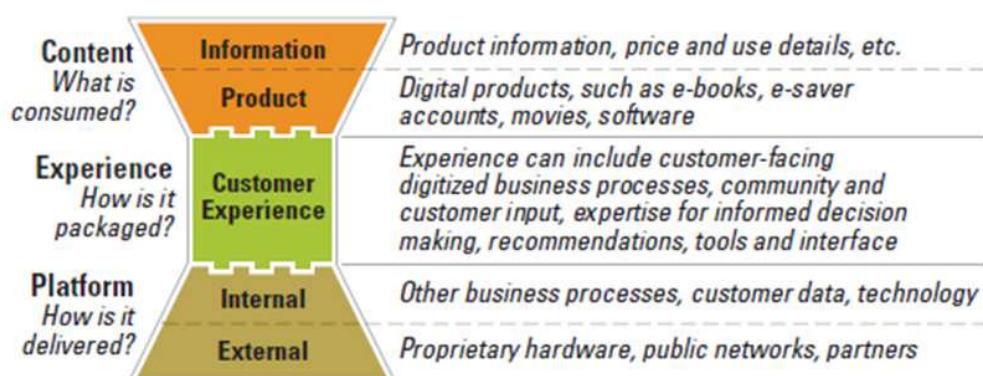 Content
What is
consumed?
Information
Product information, price and use details, etc.
Product
Digital products, such as e-books, e-saver
accounts, movies, software
Experience
How is it
packaged?
Customer
Experience
Experience can include customer-facing
digitized business processes, community and
customer input, expertise for informed decision
making, recommendations, tools and interface
Platform
How is it
delivered?
Internal
Other business processes, customer data, technology
External
Proprietary hardware, public networks, partners